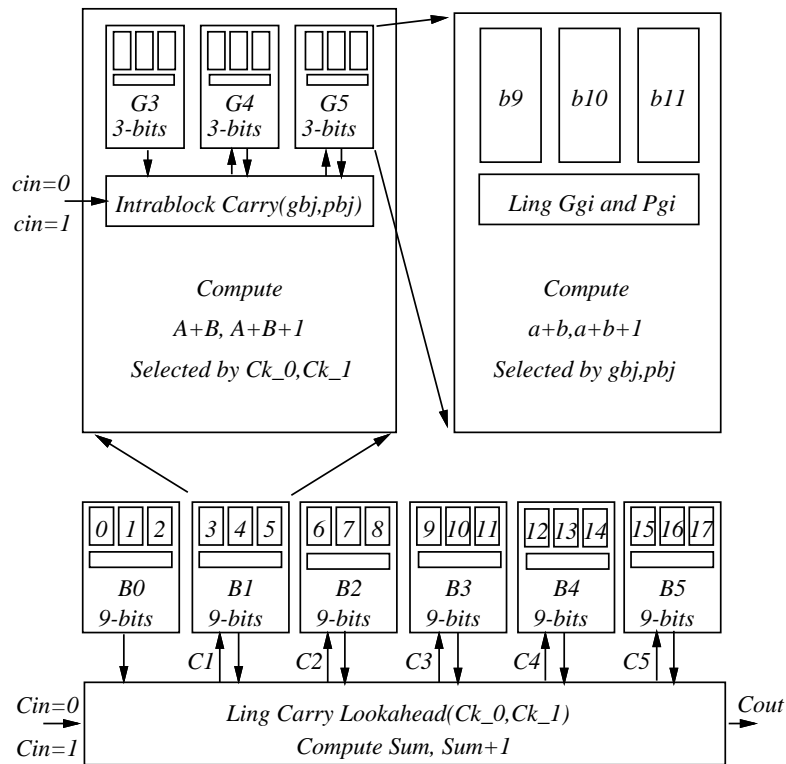 G3
3-bits
G4
3-bits
G5
3-bits
cin=0
cin=1
Intrablock Carry(gbj,pbj)
Compute
A+B, A+B+1
Selected by Ck_0,Ck_1
b9
b10
b11
Ling Ggi and Pgi
Compute
a+b,a+b+1
Selected by gbj,pbj
0 1 2
B0
9-bits
3 4 5
B1
9-bits
6 7 8
B2
9-bits
9 10 11
B3
9-bits
12 13 14
B4
9-bits
15 16 17
B5
9-bits
C1
C2
C3
C4
C5
Cin=0
Cin=1
Ling Carry Lookahead(Ck_0,Ck_1)
Compute Sum, Sum+1
Cout